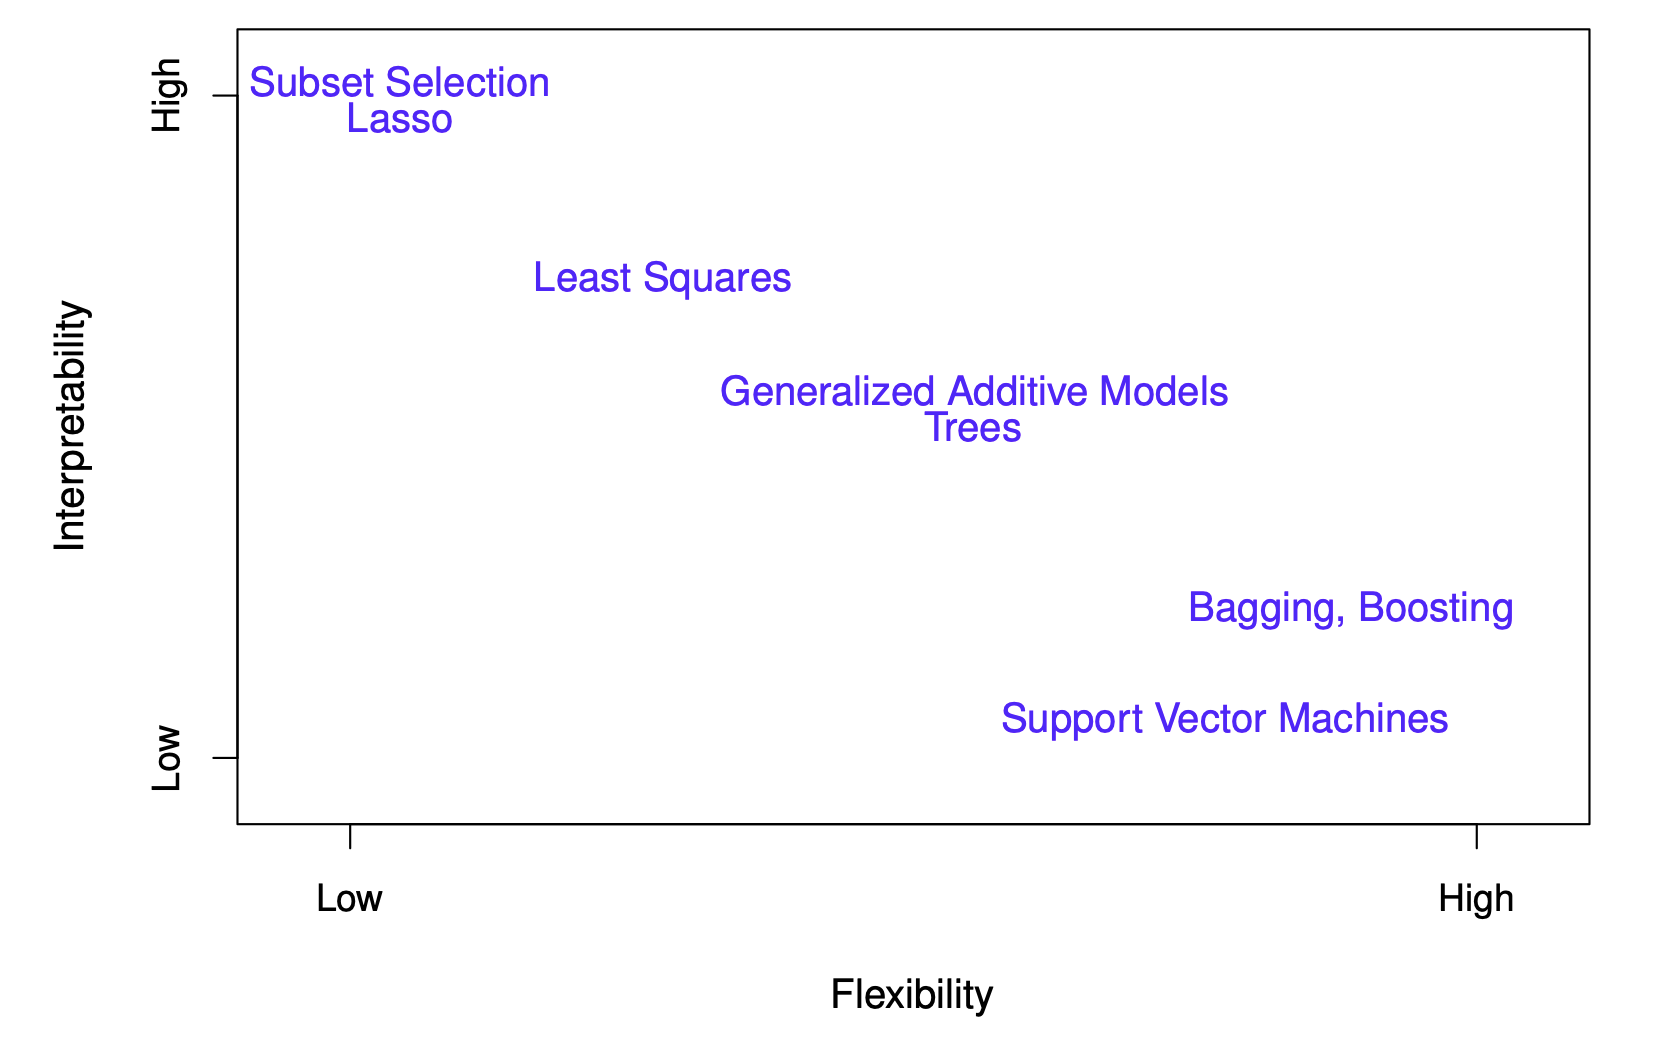 High
Subset Selection
Lasso
Least Squares
Interpretability
Generalized Additive Models
Trees
Bagging, Boosting
Support Vector Machines
Low
Low
High
Flexibility